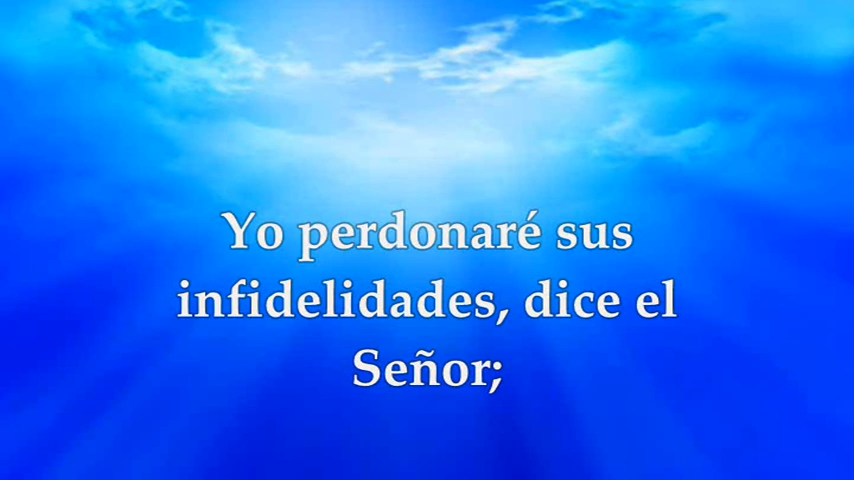 Yo perdonaré sus
infidelidades, dice el
Señor;